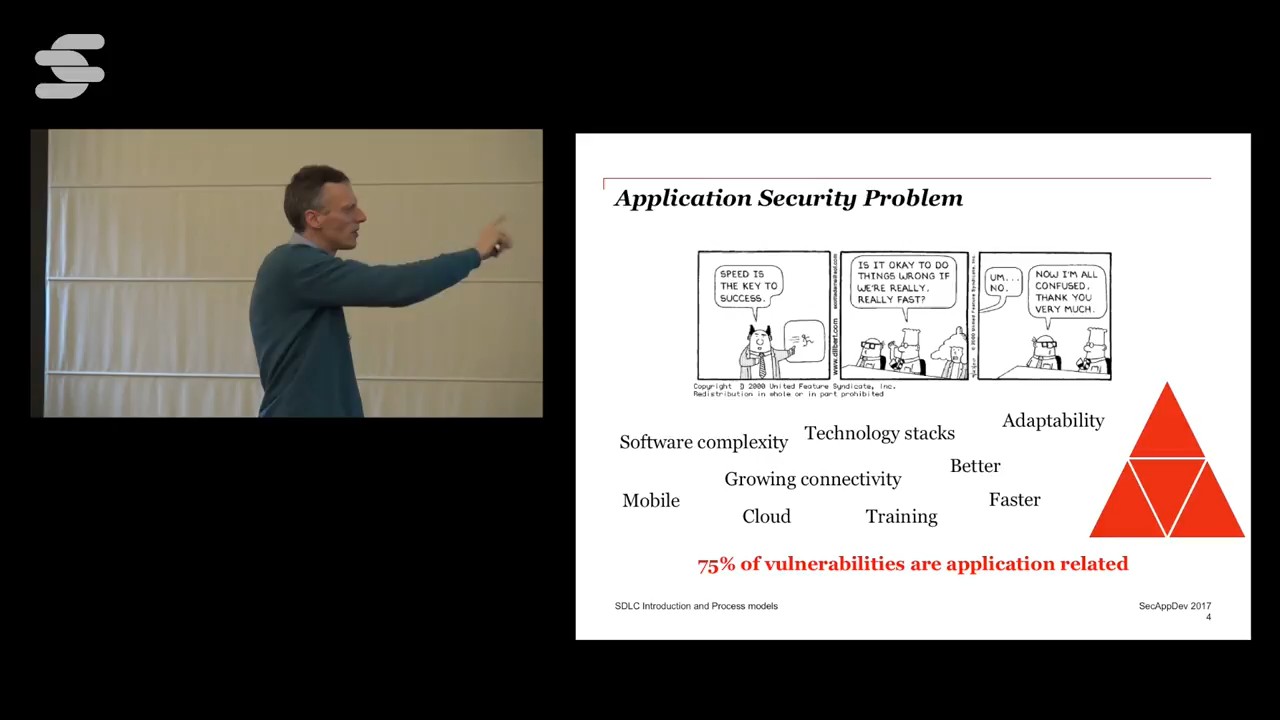 Application Security Problem
SPEED IS
THE KEY TO
SUCCESS.
www.dilbert.com
IS IT OKAY TO DO
THINGS WRONG IF
WE'RE REALLY,
REALLY FAST?
UM...
NO.
NOW I'M ALL
CONFUSED.
THANK YOU
VERY MUCH.
Copyright © 2000 United Feature Syndicate, Inc.
Redistribution in whole or in part prohibited
Adaptability
Technology stacks
Software complexity
Better
Growing connectivity
Mobile
Faster
Cloud
Training
75% of vulnerabilities are application related
SDLC Introduction and Process models
SecAppDev 2017
4